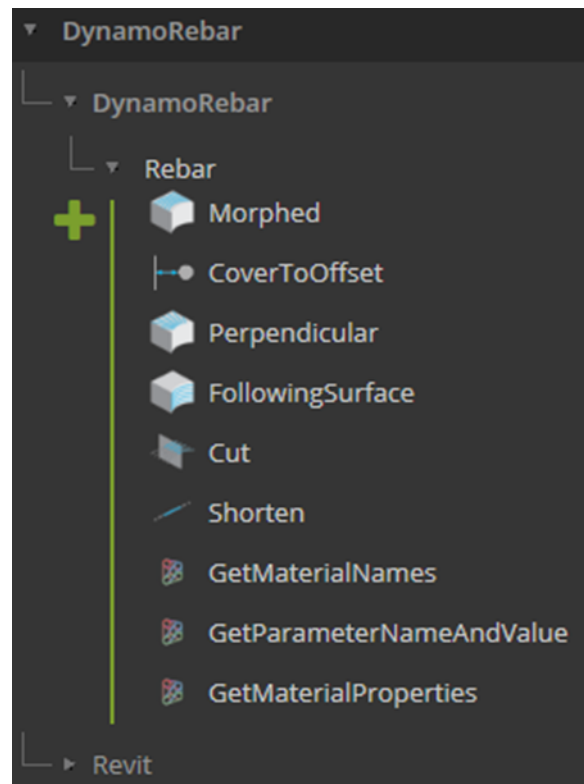 DynamoRebar
DynamoRebar
Rebar
Morphed
CoverToOffset
Perpendicular
FollowingSurface
Cut
Shorten
GetMaterialNames
GetParameterNameAndValue
GetMaterialProperties
Revit